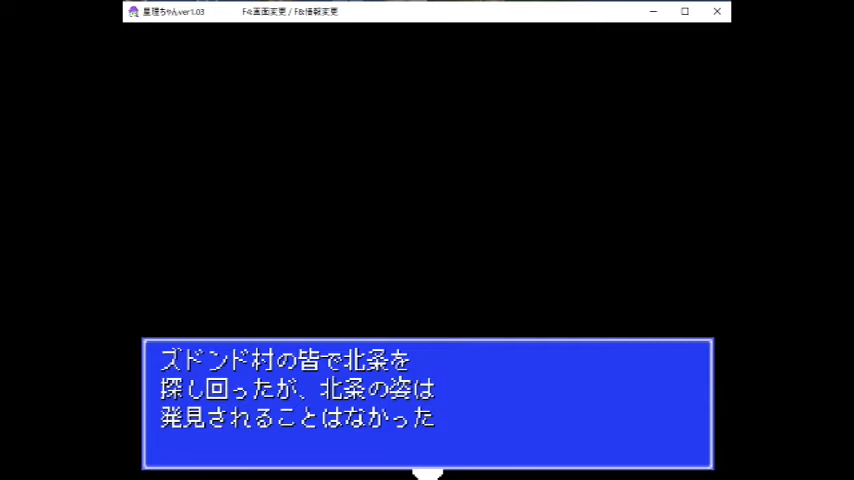 星理ちゃんver1.03 F4:画面変更 / F8:情報変更
ズドンド村の皆で北条を
探し回ったが、北条の姿は
発見されることはなかった